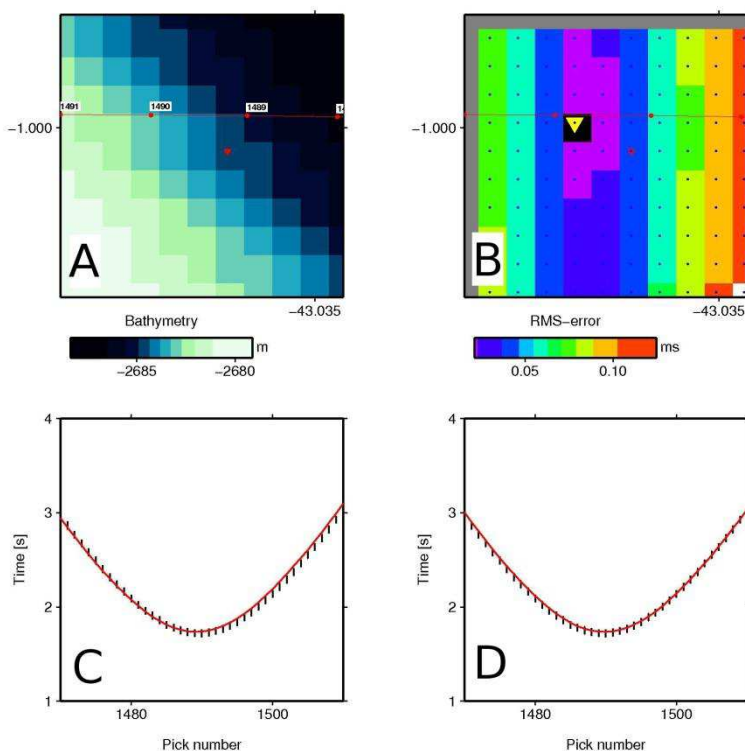 A
1491
1490
1489
−1.000
−43.035
Bathymetry
−2685
−2680
m
B
−1.000
−43.035
RMS−error
0.05
0.10
ms
4
3
2
1
Time [s]
C
1480
1500
Pick number
4
3
2
1
Time [s]
D
1480
1500
Pick number